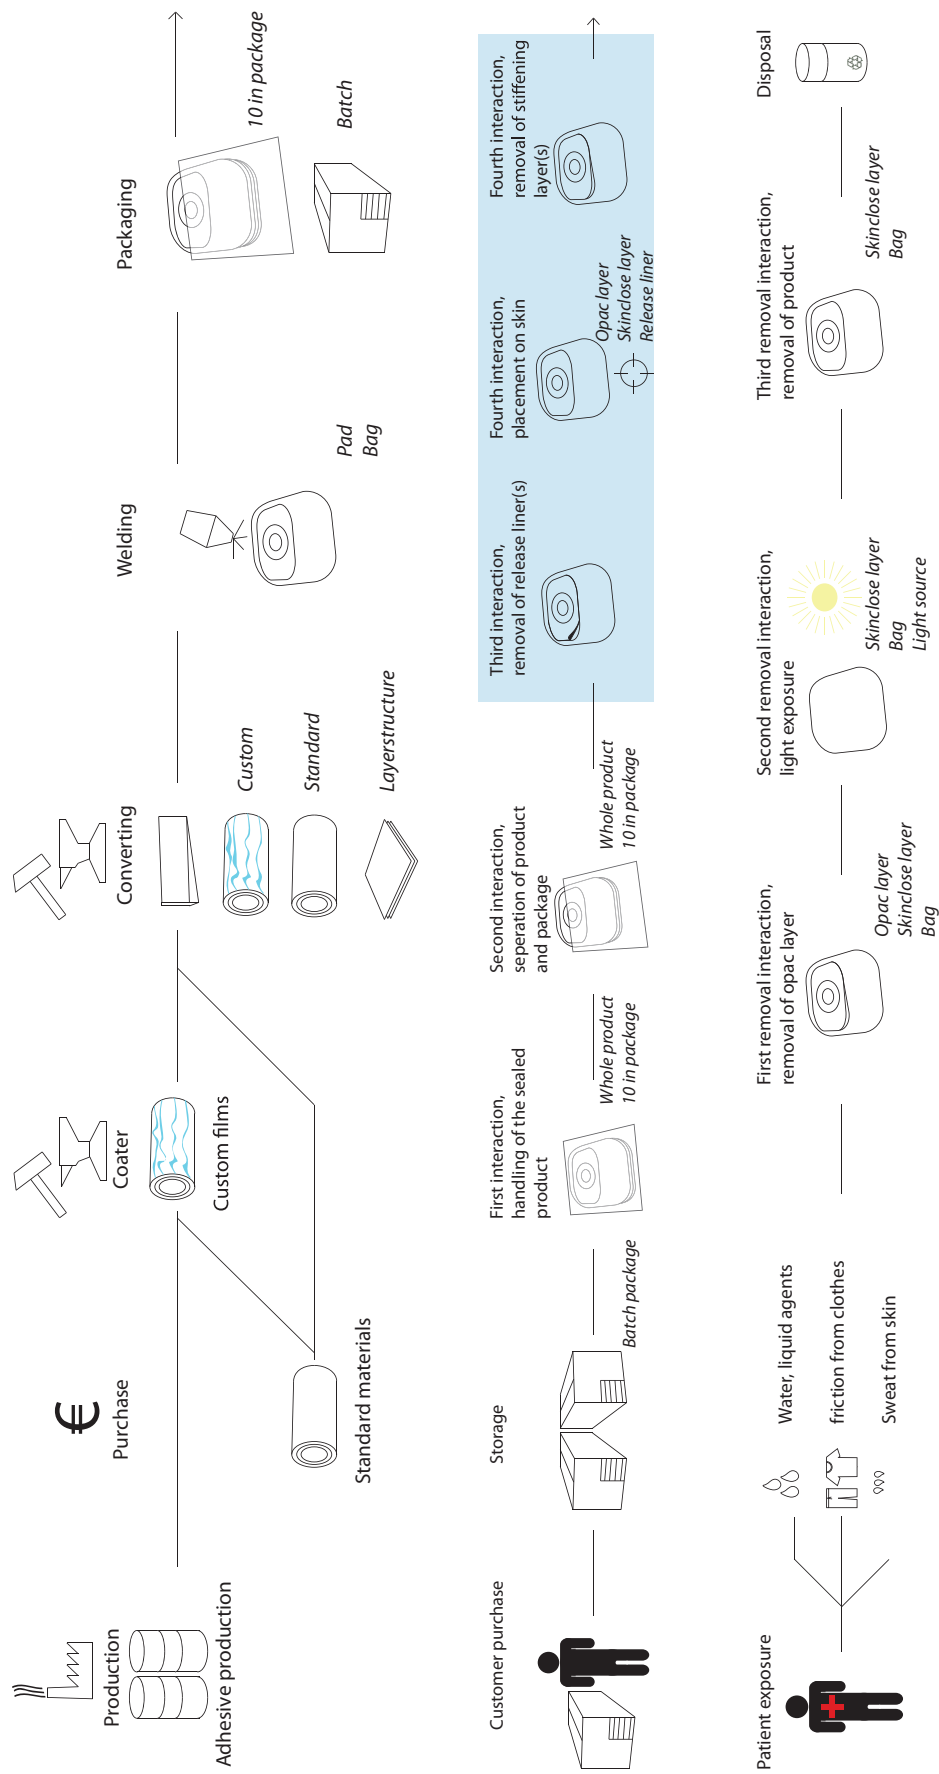 Production
Adhesive production
€
Purchase
Standard materials
Coater
Custom films
Converting
Custom
Standard
Layerstructure
Welding
Pad
Bag
Packaging
10 in package
Batch
Customer purchase
Storage
Batch package
First interaction,
handling of the sealed
product
Whole product
10 in package
Second interaction,
seperation of product
and package
Whole product
10 in package
Third interaction,
removal of release liner(s)
Fourth interaction,
placement on skin
Opac layer
Skinclose layer
Release liner
Fourth interaction,
removal of stiffening
layer(s)
Patient exposure
Water, liquid agents
friction from clothes
Sweat from skin
First removal interaction,
removal of opac layer
Opac layer
Skinclose layer
Bag
Second removal interaction,
light exposure
Skinclose layer
Bag
Light source
Third removal interaction,
removal of product
Skinclose layer
Bag
Disposal